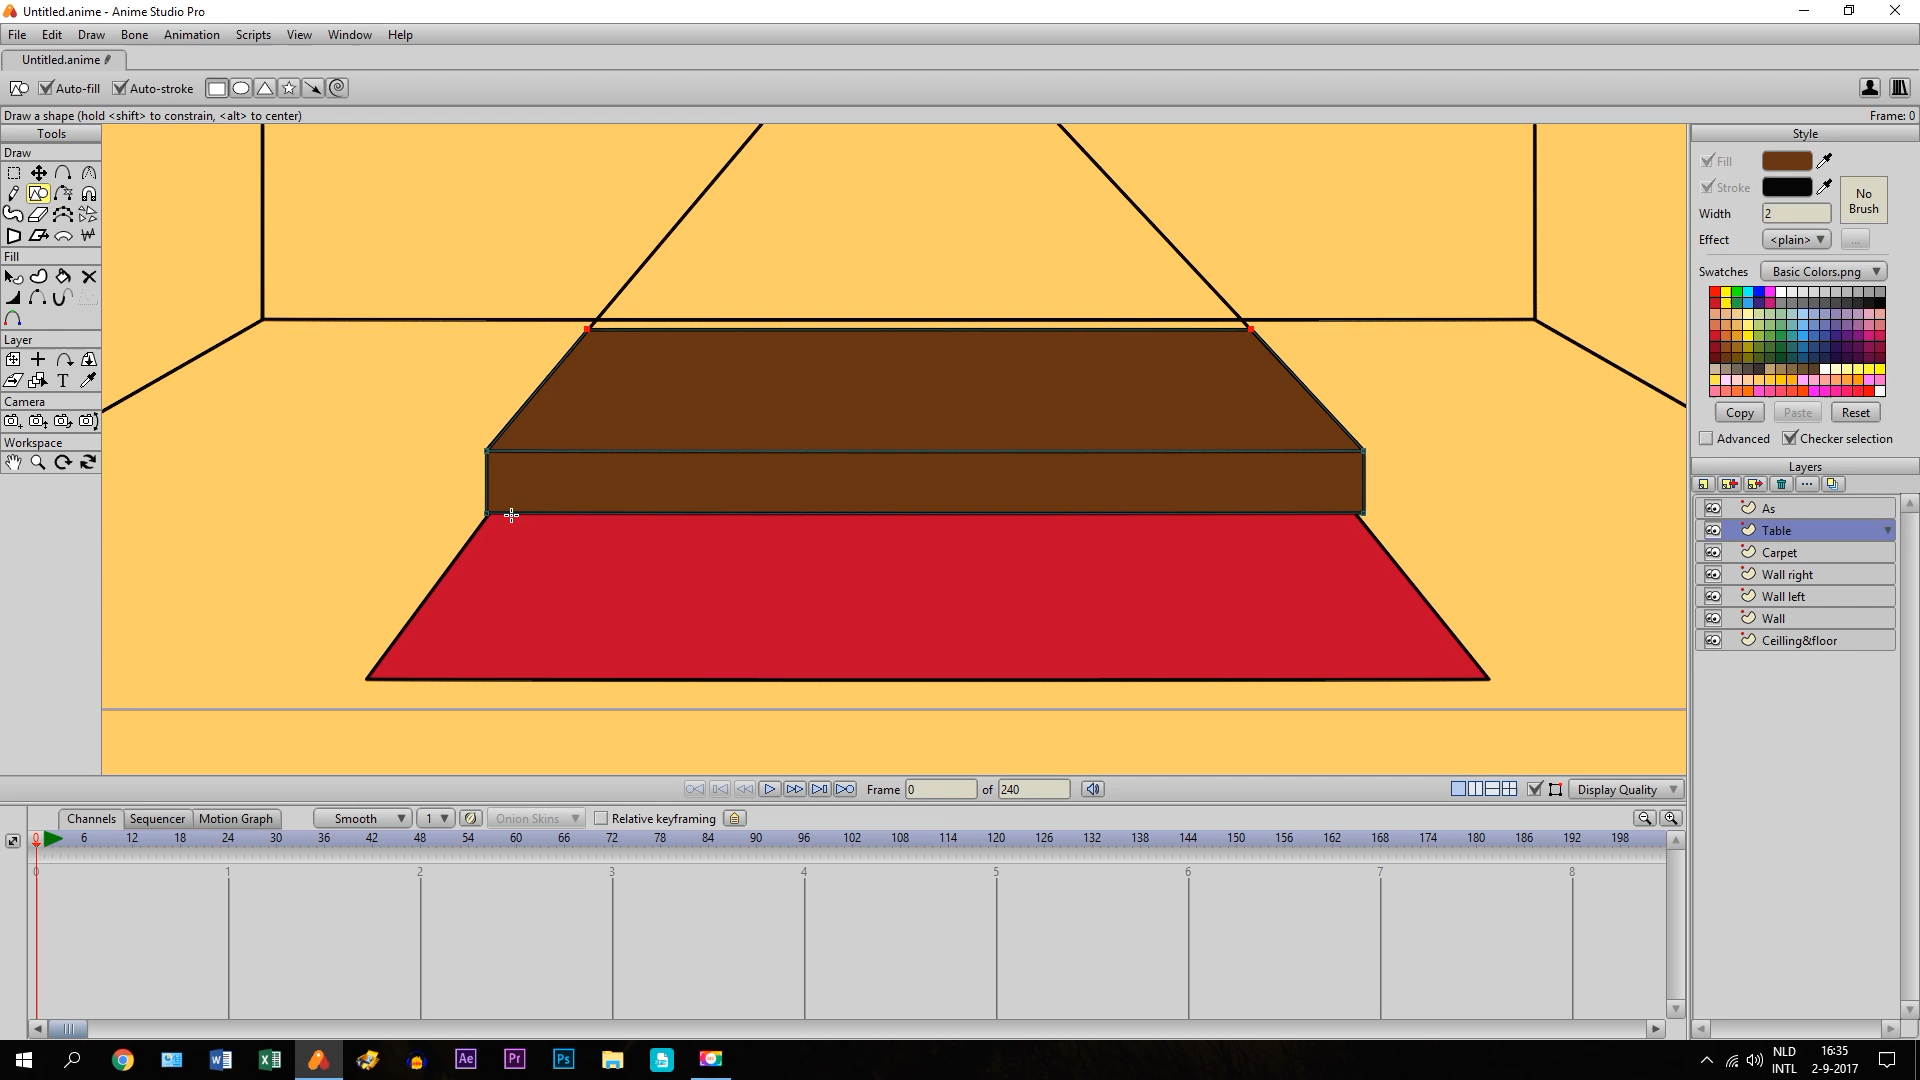 Untitled.anime - Anime Studio Pro
File Edit Draw Bone Animation Scripts View Window Help
Untitled.anime
Auto-fill Auto-stroke
Draw a shape (hold <shift> to constrain, <alt> to center) Frame: 0
Tools
Draw
Fill
Layer
T
Camera
Workspace
Style
Fill
Stroke
No
Brush
Width 2
Effect <plain> ...
Swatches Basic Colors.png
Copy Paste Reset
Advanced Checker selection
Layers
As
Table
Carpet
Wall right
Wall left
Wall
Ceilling&floor
Frame 0 of 240 Display Quality
Channels Sequencer Motion Graph Smooth 1 Onion Skins Relative keyframing
0 6 12 18 24 30 36 42 48 54 60 66 72 78 84 90 96 102 108 114 120 126 132 138 144 150 156 162 168 174 180 186 192 198
0 1 2 3 4 5 6 7 8
Ae Pr Ps
NLD
INTL
16:35
2-9-2017